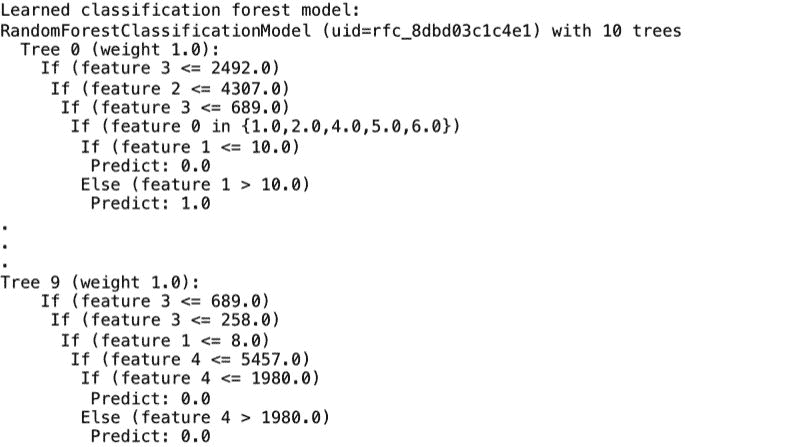 Learned classification forest model:
RandomForestClassificationModel (uid=rfc_8dbd03c1c4e1) with 10 trees
  Tree 0 (weight 1.0):
    If (feature 3 <= 2492.0)
     If (feature 2 <= 4307.0)
      If (feature 3 <= 689.0)
       If (feature 0 in {1.0,2.0,4.0,5.0,6.0})
        If (feature 1 <= 10.0)
         Predict: 0.0
        Else (feature 1 > 10.0)
         Predict: 1.0
.
.
.
Tree 9 (weight 1.0):
    If (feature 3 <= 689.0)
     If (feature 3 <= 258.0)
      If (feature 1 <= 8.0)
       If (feature 4 <= 5457.0)
        If (feature 4 <= 1980.0)
         Predict: 0.0
        Else (feature 4 > 1980.0)
         Predict: 0.0